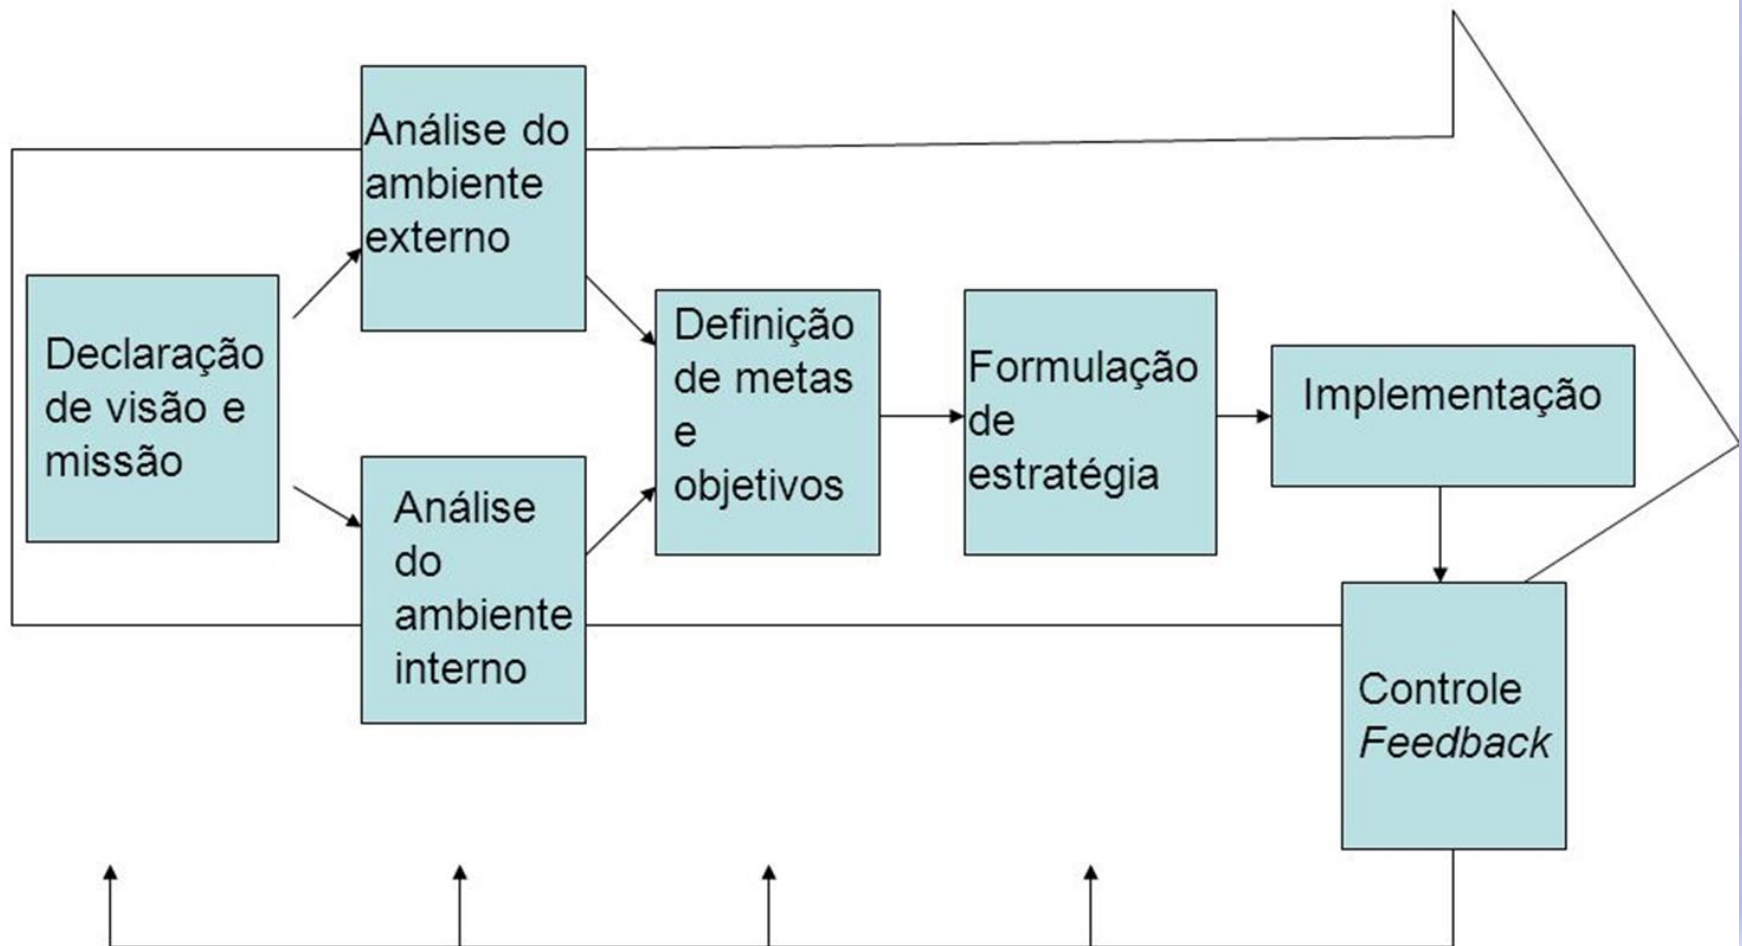 Análise do
ambiente
externo
Declaração
de visão e
missão
Análise
do
ambiente
interno
Definição
de metas
e
objetivos
Formulação
de
estratégia
Implementação
Controle
Feedback